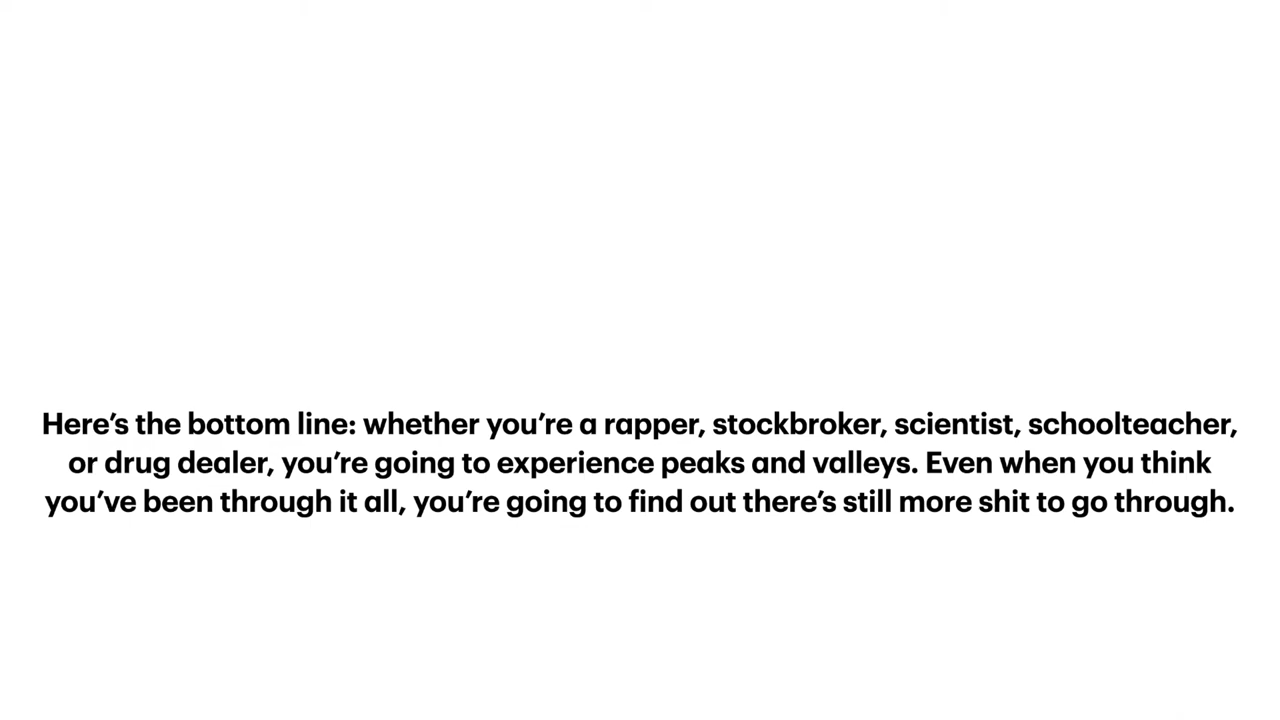 Here’s the bottom line: whether you’re a rapper, stockbroker, scientist, schoolteacher,
or drug dealer, you’re going to experience peaks and valleys. Even when you think
you’ve been through it all, you’re going to find out there’s still more shit to go through.